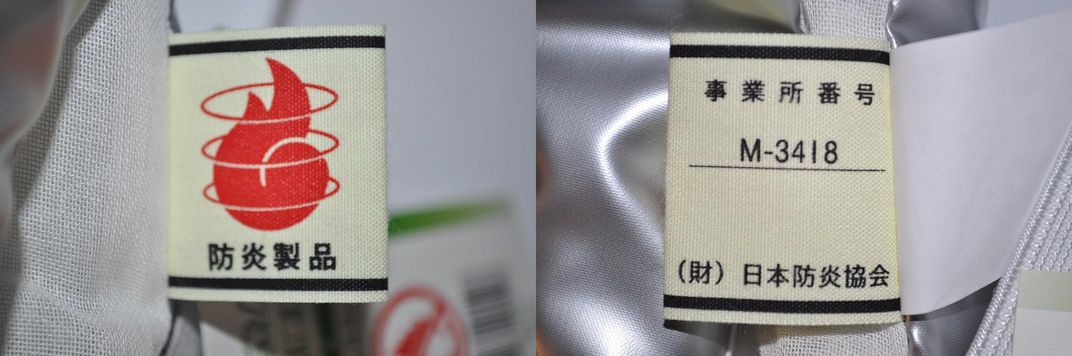 防炎製品
事業所番号
M-3418
(財)日本防炎協会